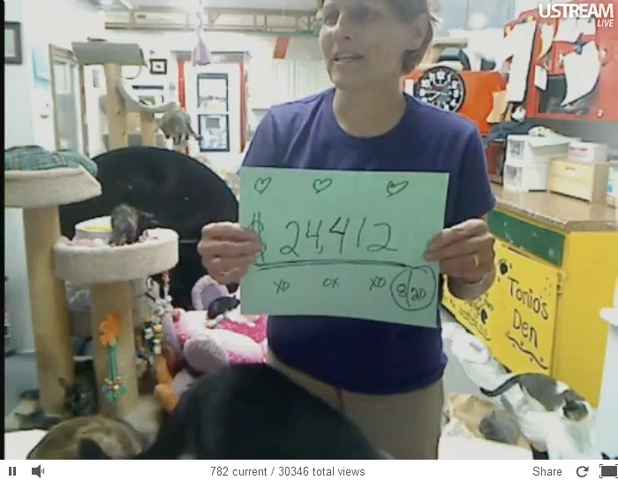 USTREAM
LIVE
$ 24,412
XO OX XO 8/20
Tonio's
Den
782 current / 30346 total views
Share